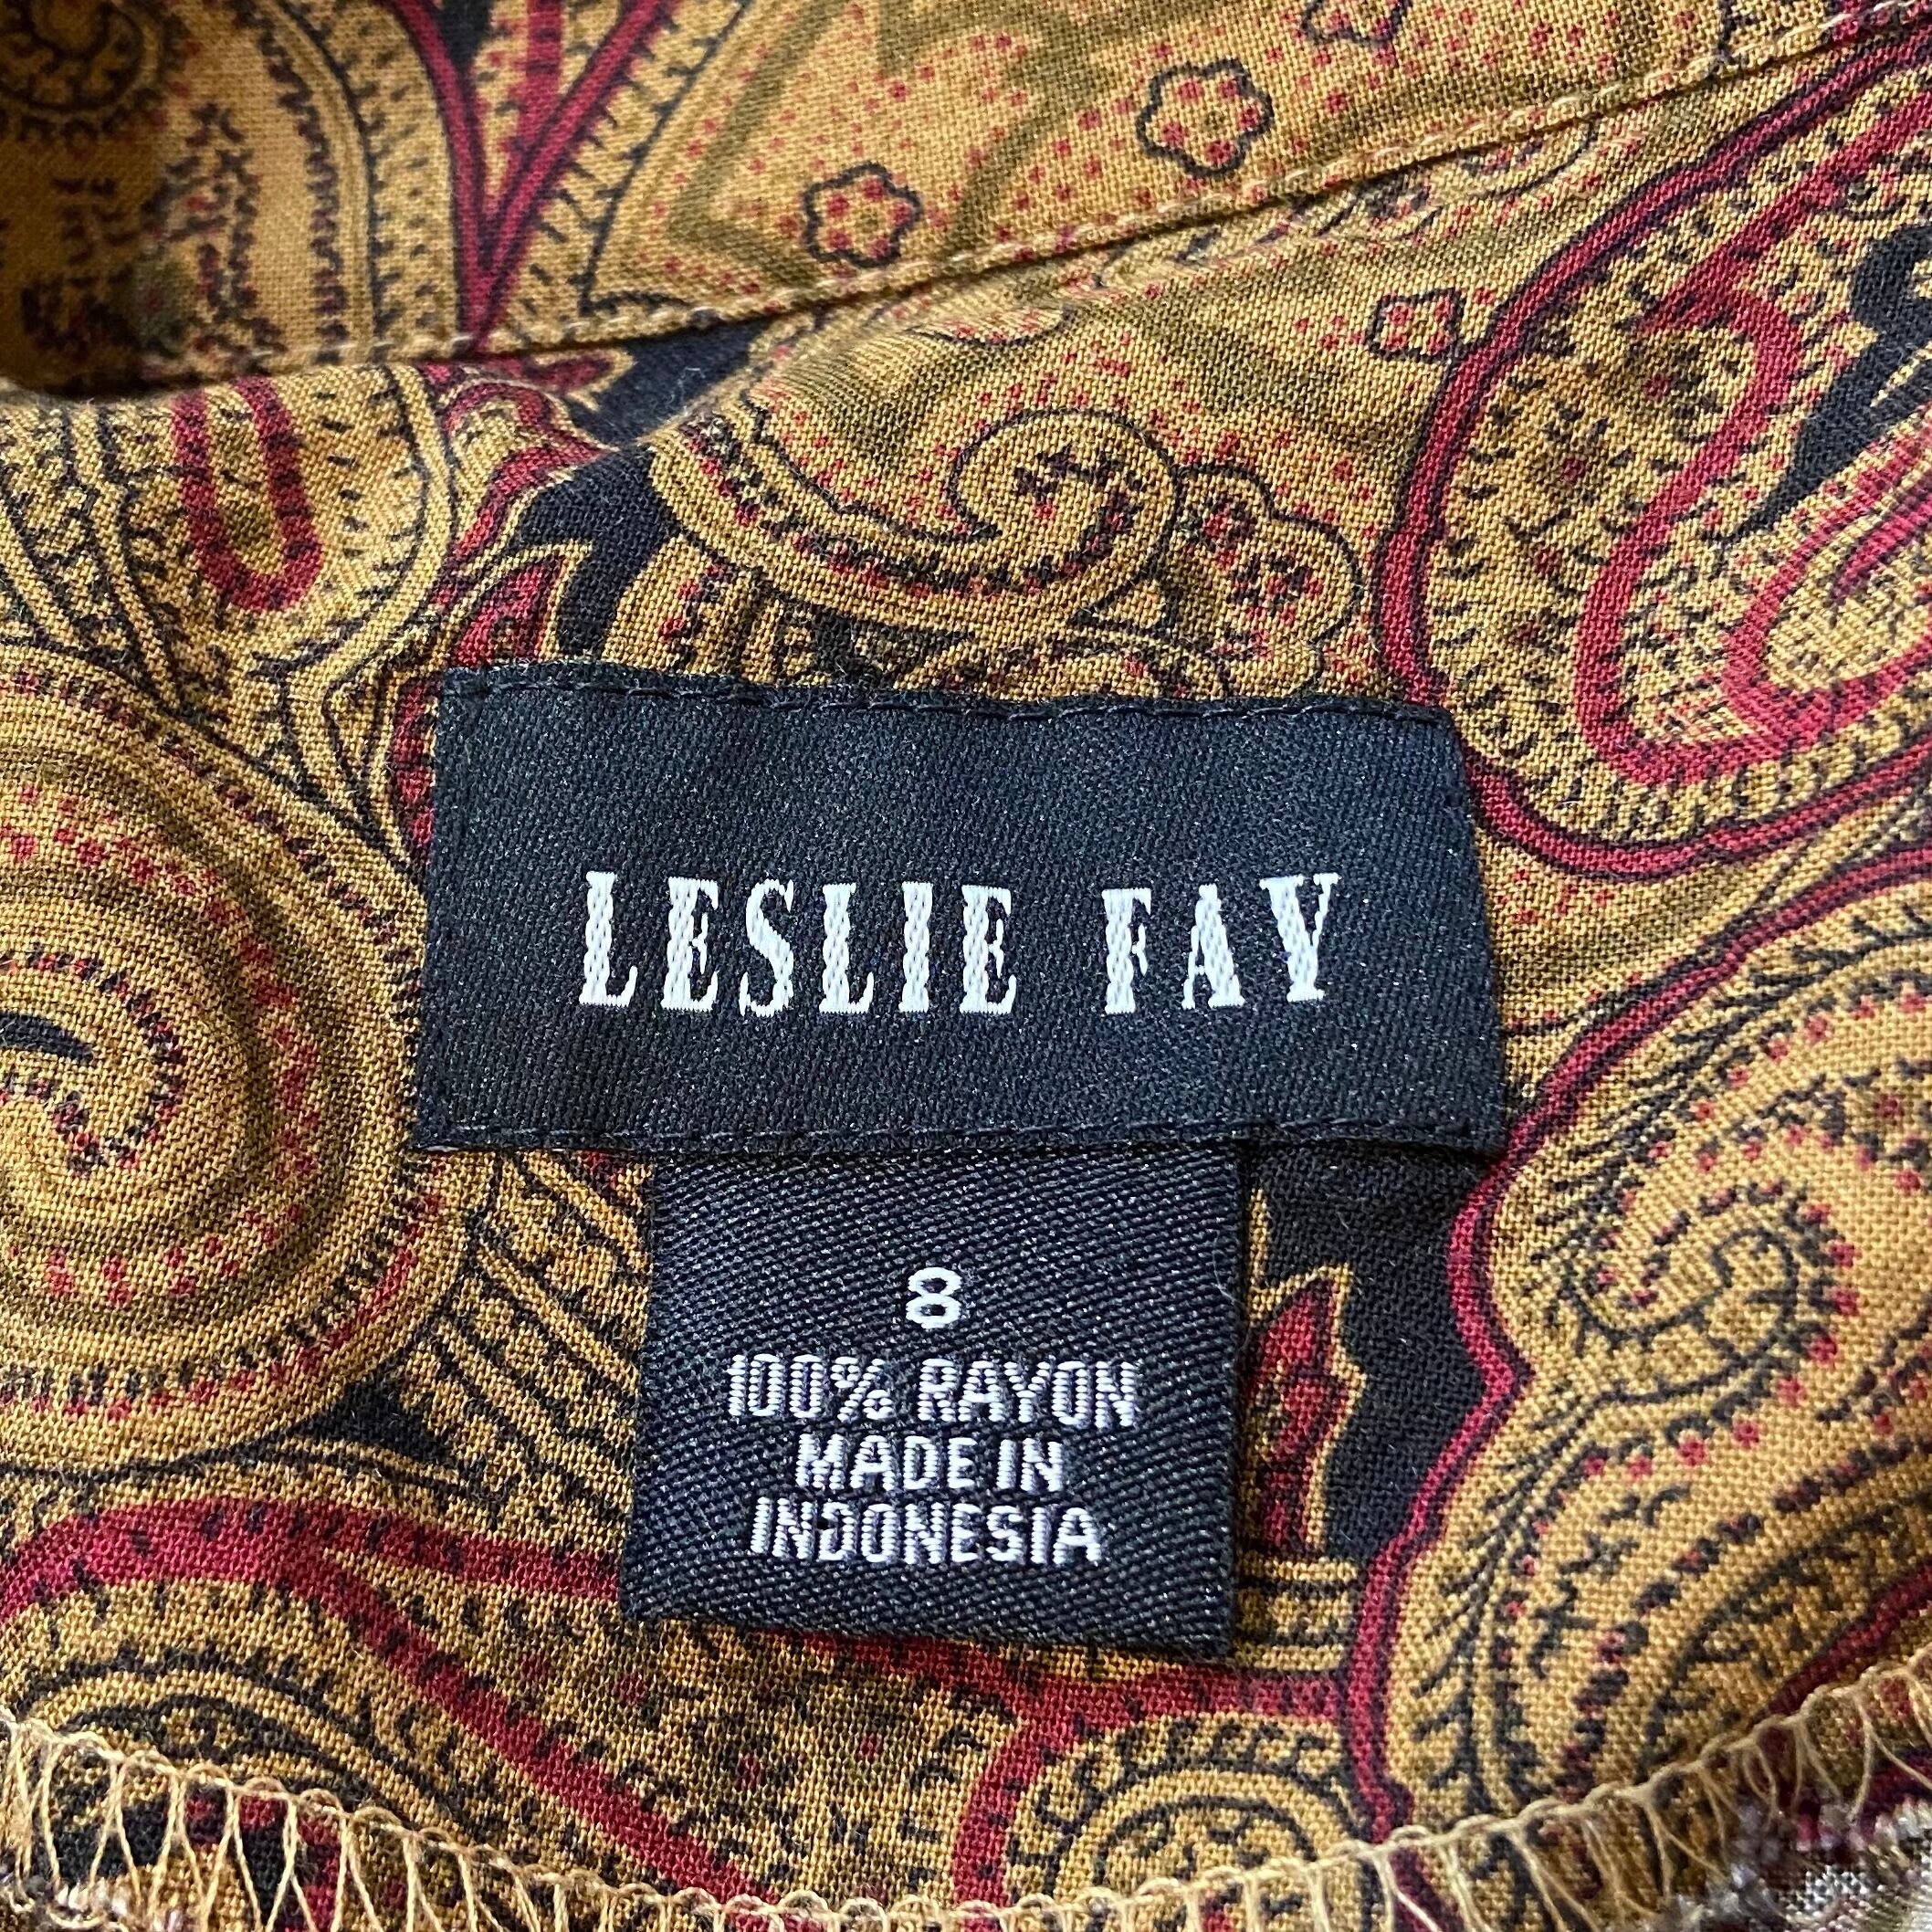 LESLIE FAY
8
100% RAYON
MADE IN
INDONESIA